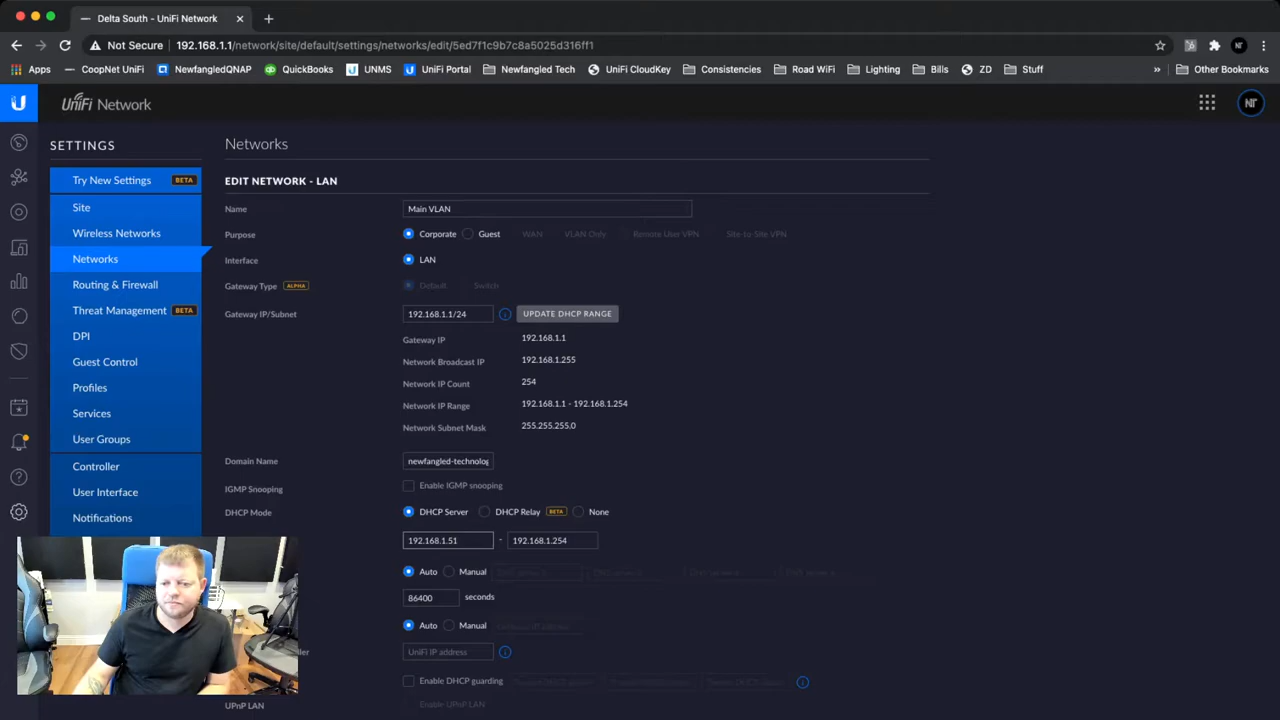 Delta South - UniFi Network
Not Secure 192.168.1.1/network/site/default/settings/networks/edit/5ed7f1c9b7c8a5025d316ff1
NT
Apps CoopNet UniFi NewfangledQNAP QuickBooks UNMS UniFi Portal Newfangled Tech UniFi CloudKey Consistencies Road WiFi Lighting Bills ZD Stuff » Other Bookmarks
UniFi Network
NT
SETTINGS
Try New Settings BETA
Site
Wireless Networks
Networks
Routing & Firewall
Threat Management BETA
DPI
Guest Control
Profiles
Services
User Groups
Controller
User Interface
Notifications
Networks
EDIT NETWORK - LAN
Name Main VLAN
Purpose Corporate Guest WAN VLAN Only Remote User VPN Site-to-Site VPN
Interface LAN
Gateway Type ALPHA Default Switch
Gateway IP/Subnet 192.168.1.1/24 UPDATE DHCP RANGE
Gateway IP 192.168.1.1
Network Broadcast IP 192.168.1.255
Network IP Count 254
Network IP Range 192.168.1.1 - 192.168.1.254
Network Subnet Mask 255.255.255.0
Domain Name newfangled-technolog
IGMP Snooping Enable IGMP snooping
DHCP Mode DHCP Server DHCP Relay BETA None
192.168.1.51 - 192.168.1.254
Auto Manual
86400 seconds
Auto Manual
UniFi IP address
Enable DHCP guarding
UPnP LAN Enable UPnP LAN